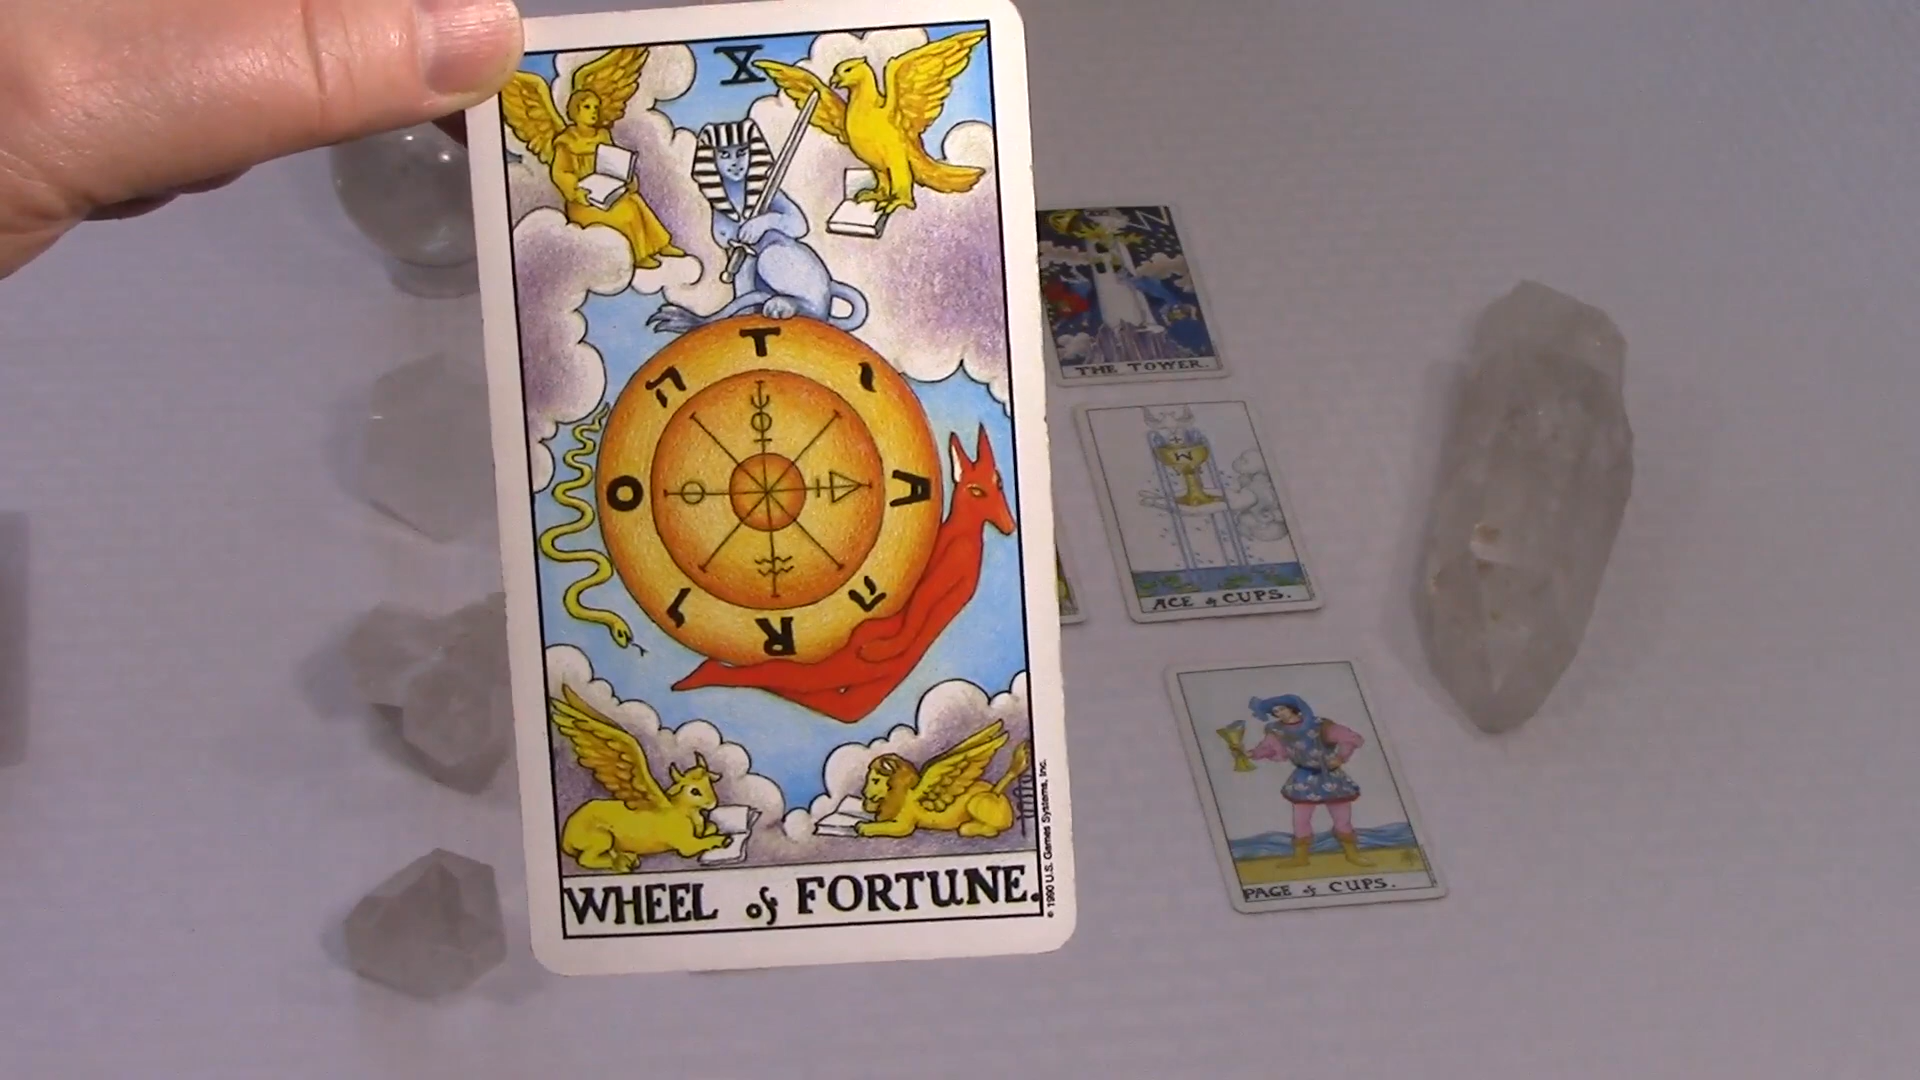 X
T
י
A
ה
R
ו
O
ה
WHEEL of FORTUNE.
© 1990 U.S. Games Systems, Inc.
THE TOWER.
ACE of CUPS.
PAGE of CUPS.